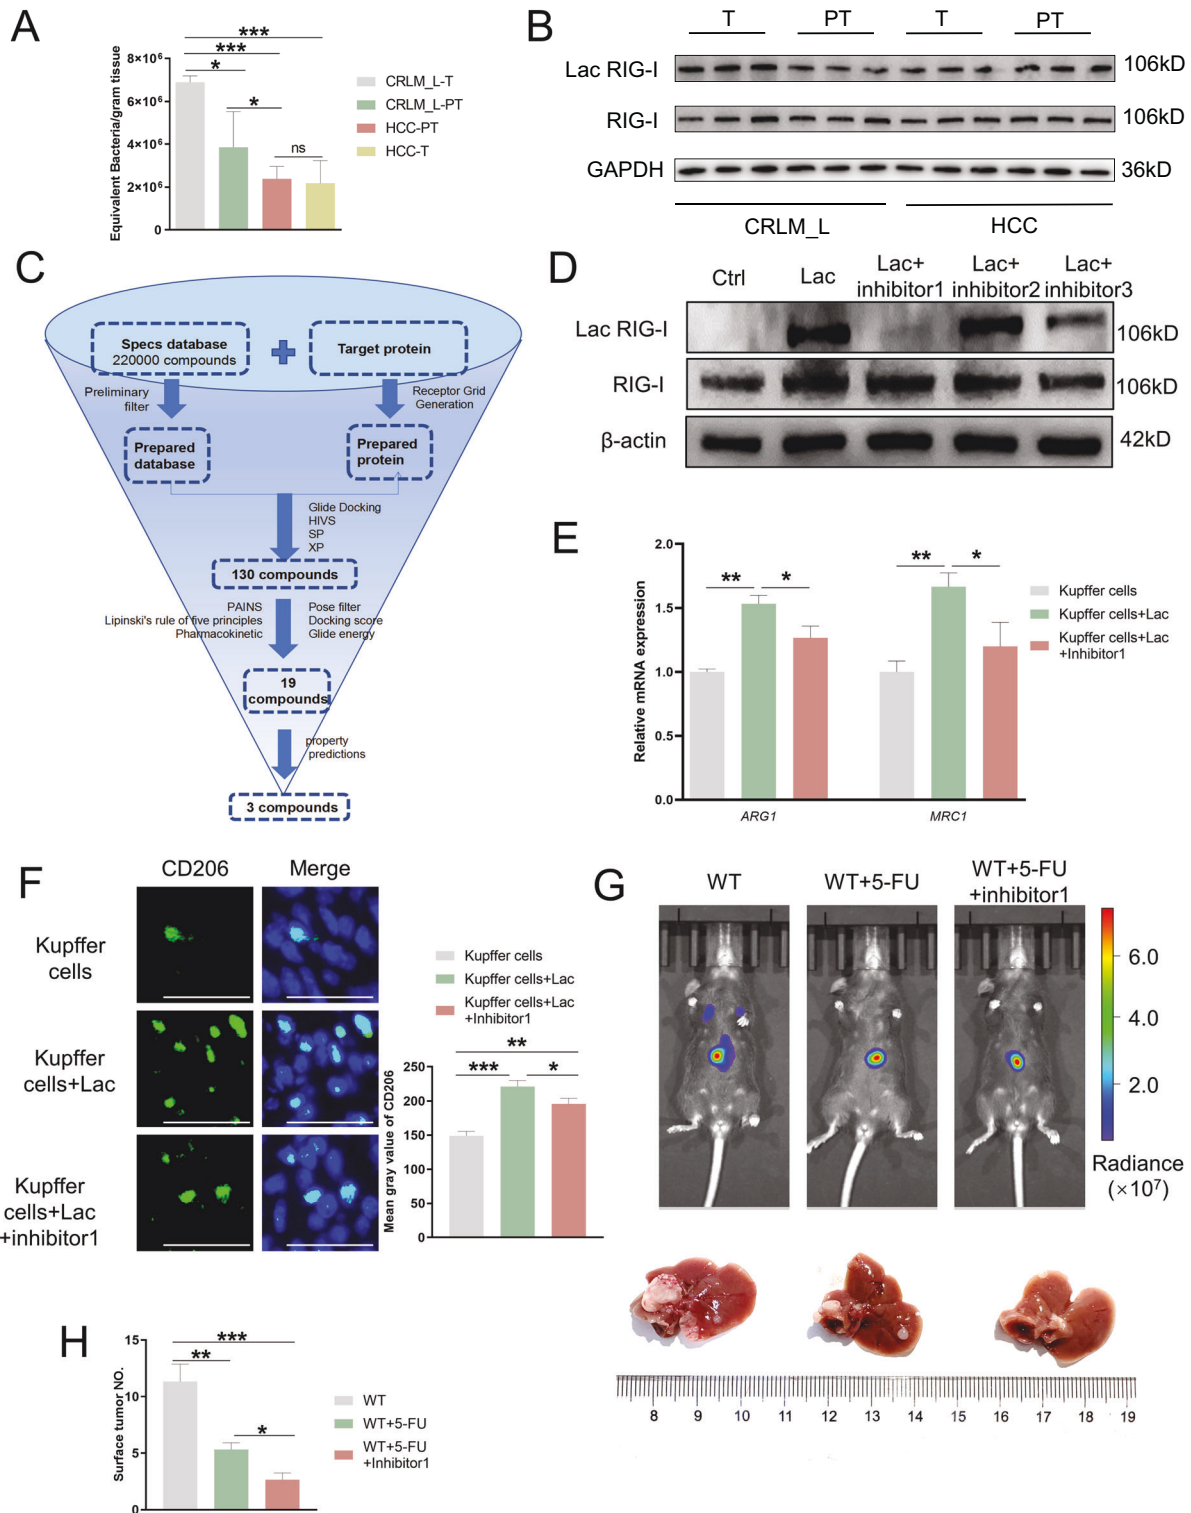 A
***
***
*
*
ns
8×10⁶
6×10⁶
4×10⁶
2×10⁶
0
Equivalent Bacteria/gram tissue
CRLM_L-T
CRLM_L-PT
HCC-PT
HCC-T
B
T PT T PT
Lac RIG-I 106kD
RIG-I 106kD
GAPDH 36kD
CRLM_L HCC
C
Specs database
220000 compounds
Target protein
Preliminary
filter
Receptor Grid
Generation
Prepared
database
Prepared
protein
Glide Docking
HIVS
SP
XP
130 compounds
PAINS
Lipinski's rule of five principles
Pharmacokinetic
Pose filter
Docking score
Glide energy
19
compounds
property
predictions
3 compounds
D
Ctrl
Lac
Lac+
inhibitor1
Lac+
inhibitor2
Lac+
inhibitor3
Lac RIG-I 106kD
RIG-I 106kD
β-actin 42kD
E
Relative mRNA expression
2.0
1.5
1.0
0.5
0.0
** *
** *
ARG1 MRC1
Kupffer cells
Kupffer cells+Lac
Kupffer cells+Lac
+Inhibitor1
F
CD206 Merge
Kupffer
cells
Kupffer
cells+Lac
Kupffer
cells+Lac
+inhibitor1
Kupffer cells
Kupffer cells+Lac
Kupffer cells+Lac
+Inhibitor1
**
*** *
Mean gray value of CD206
250
200
150
100
50
0
G
WT
WT+5-FU
WT+5-FU
+inhibitor1
6.0
4.0
2.0
Radiance
(×10⁷)
8 9 10 11 12 13 14 15 16 17 18 19
H
***
**
*
Surface tumor NO.
15
10
5
0
WT
WT+5-FU
WT+5-FU
+Inhibitor1